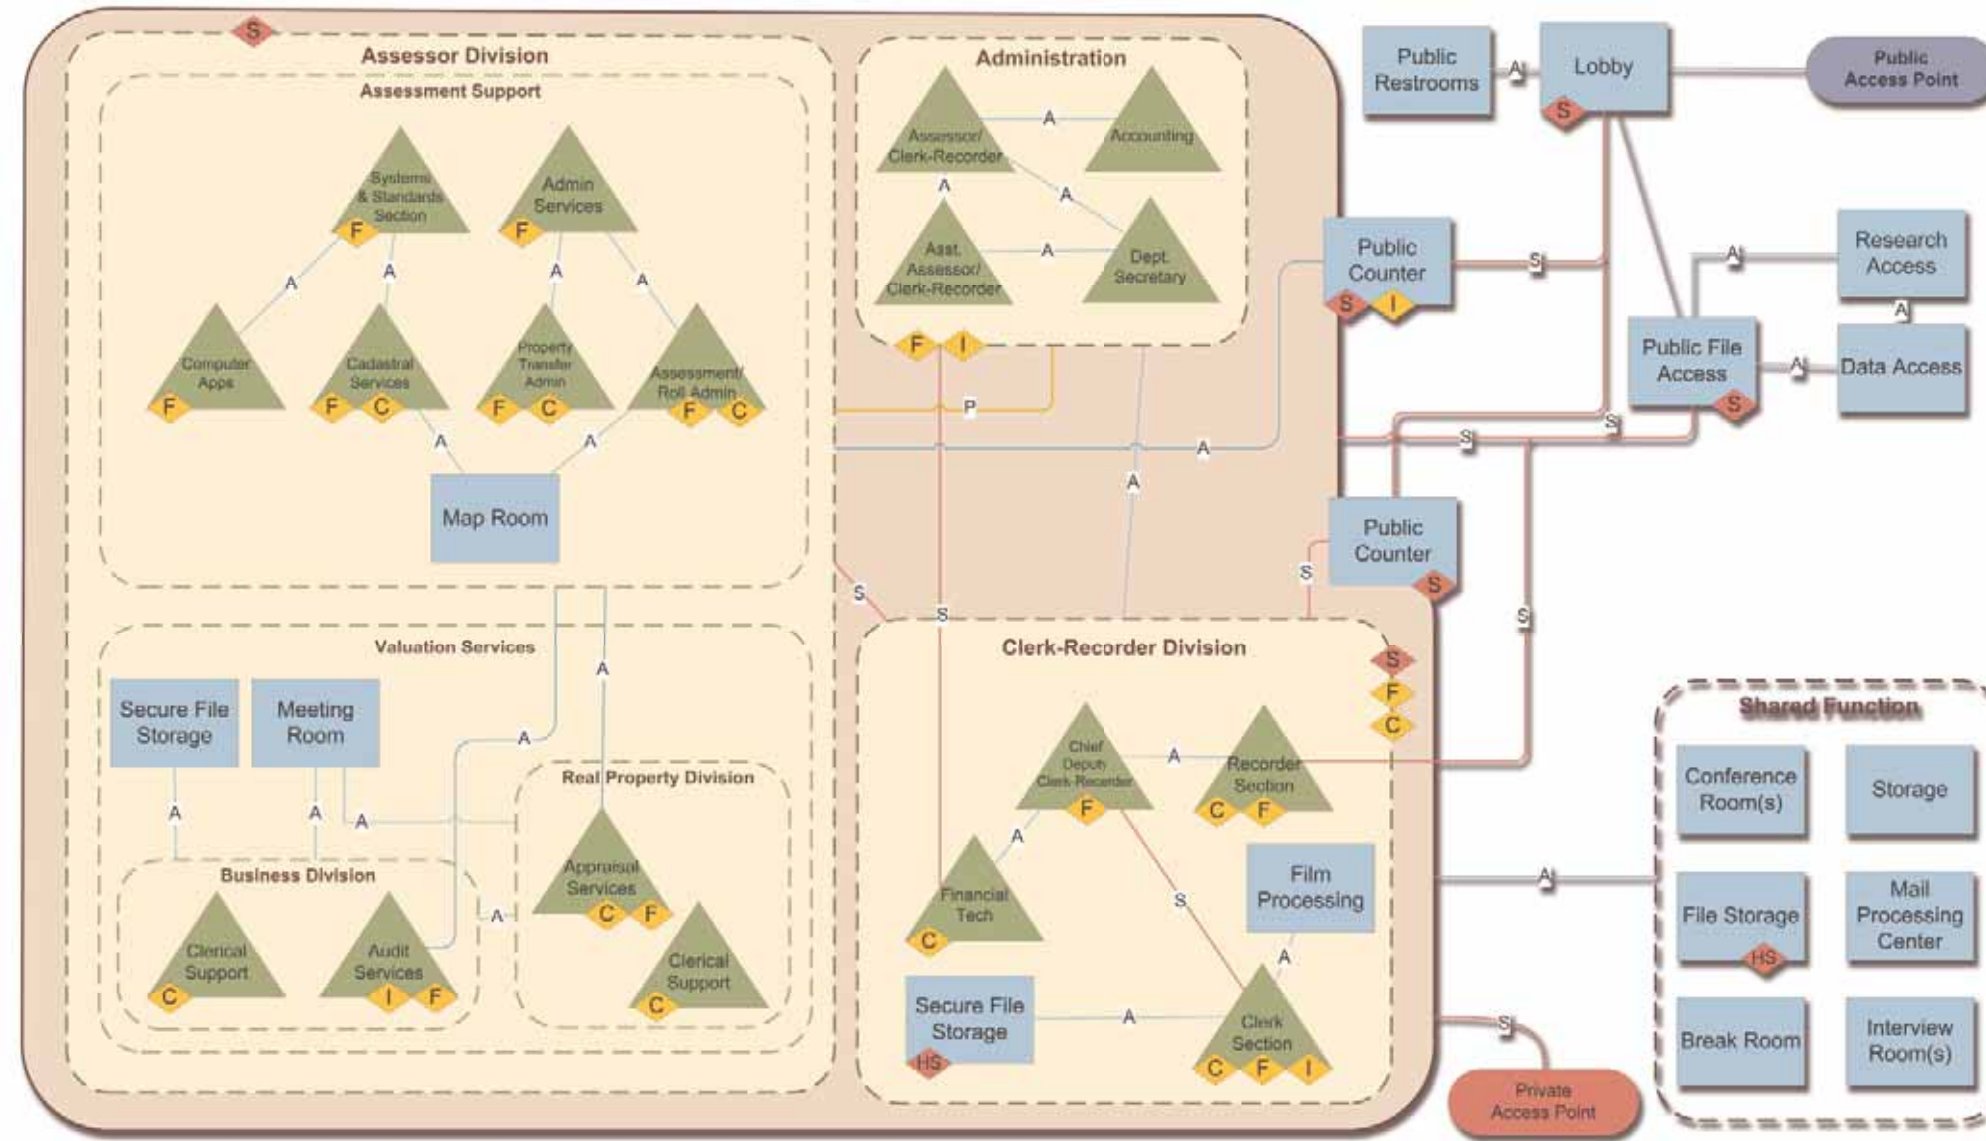 S
Assessor Division
Assessment Support
Systems
& Standards
Section
F
Admin
Services
F
A
A
A
A
Computer
Apps
F
Cadastral
Services
F
C
Property
Transfer
Admin
F
C
Assessment/
Roll Admin
F
C
A
A
Map Room
Valuation Services
Secure File
Storage
Meeting
Room
A
A
A
A
A
Real Property Division
Appraisal
Services
C
F
Clerical
Support
C
Business Division
A
Clerical
Support
C
Audit
Services
I
F
Administration
Assessor/
Clerk-Recorder
A
Accounting
A
A
Asst.
Assessor/
Clerk-Recorder
A
Dept.
Secretary
F
I
P
A
A
S
S
S
Clerk-Recorder Division
S
F
C
Chief
Deputy
Clerk-Recorder
F
A
Recorder
Section
C
F
A
Financial
Tech
C
S
Film
Processing
A
Secure File
Storage
HS
A
Clerk
Section
C
F
I
Public
Restrooms
A
Lobby
S
Public
Access Point
Public
Counter
S
I
S
A
Research
Access
A
Public File
Access
S
A
Data Access
S
S
Public
Counter
S
S
A
S
Private
Access Point
Shared Function
Conference
Room(s)
Storage
File Storage
HS
Mail
Processing
Center
Break Room
Interview
Room(s)